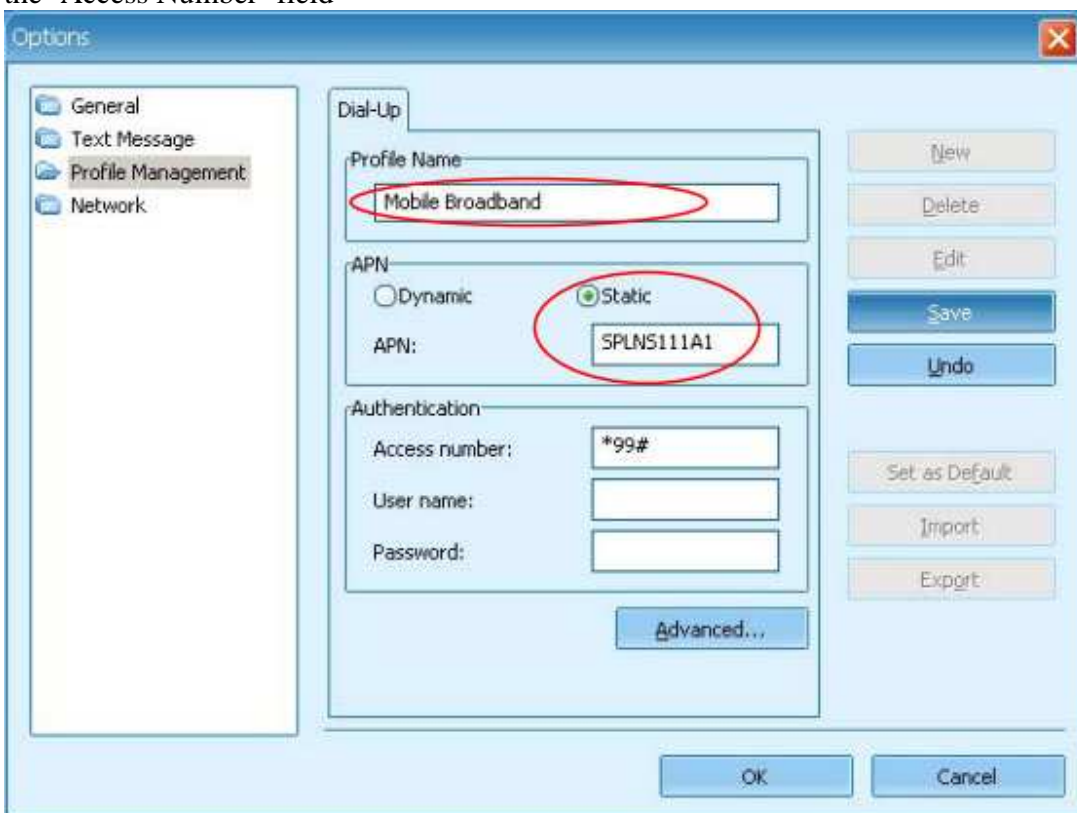 the "Access Number" field
Options
General
Text Message
Profile Management
Network
Dial-Up
Profile Name
Mobile Broadband
APN
Dynamic
Static
APN:
SPLNS111A1
Authentication
Access number:
*99#
User name:
Password:
Advanced...
New
Delete
Edit
Save
Undo
Set as Default
Import
Export
OK
Cancel